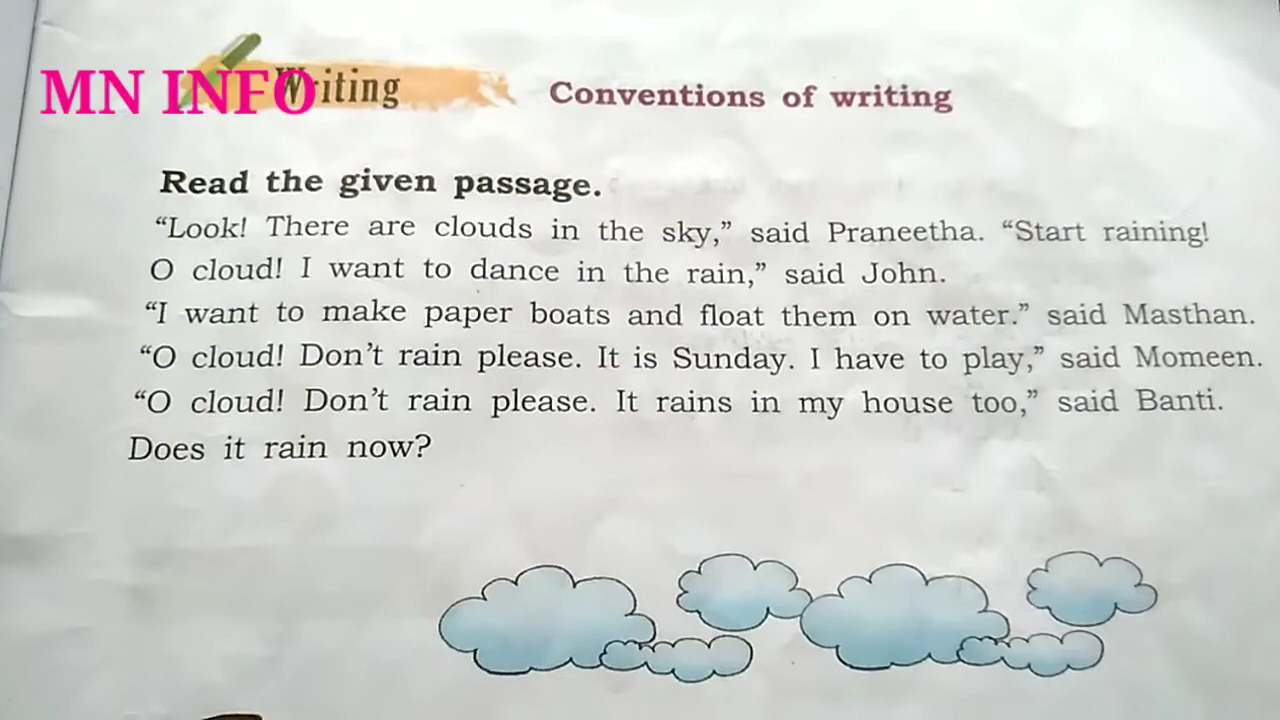 MN INFO
Writing
Conventions of writing
Read the given passage.
“Look! There are clouds in the sky,” said Praneetha. “Start raining!
O cloud! I want to dance in the rain,” said John.
“I want to make paper boats and float them on water.” said Masthan.
“O cloud! Don’t rain please. It is Sunday. I have to play,” said Momeen.
“O cloud! Don’t rain please. It rains in my house too,” said Banti.
Does it rain now?